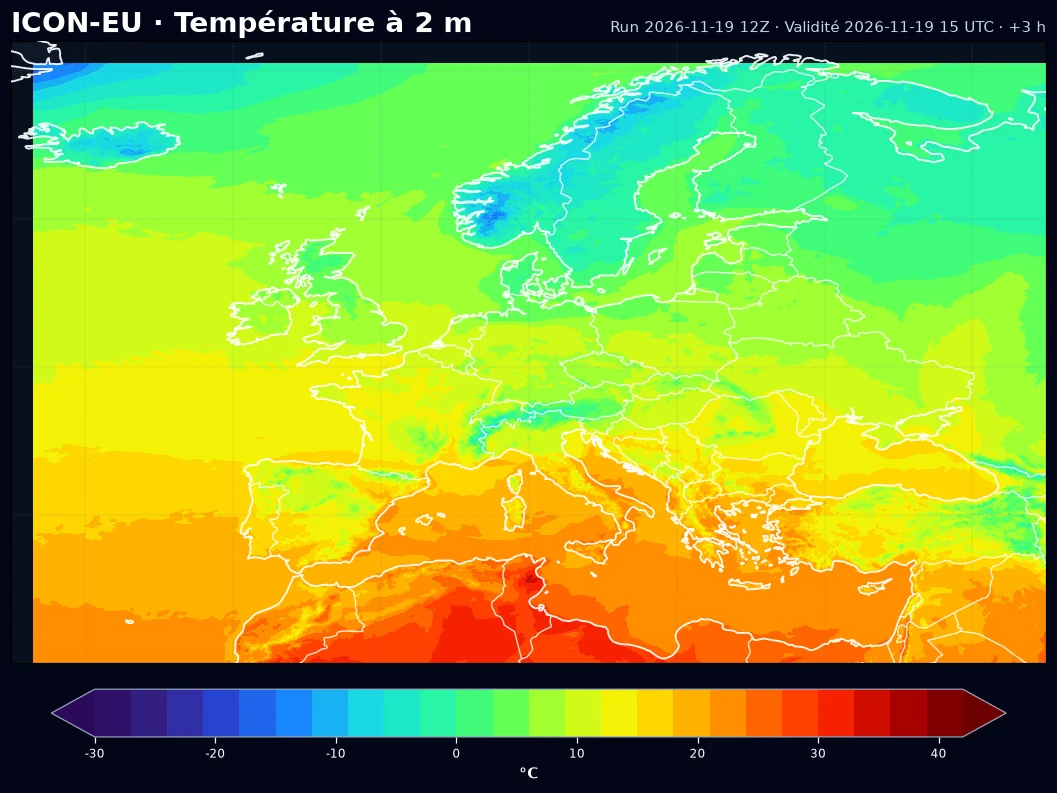 ICON-EU · Température à 2 m
Run 2026-11-19 12Z · Validité 2026-11-19 15 UTC · +3 h
-30 -20 -10 0 10 20 30 40
°C